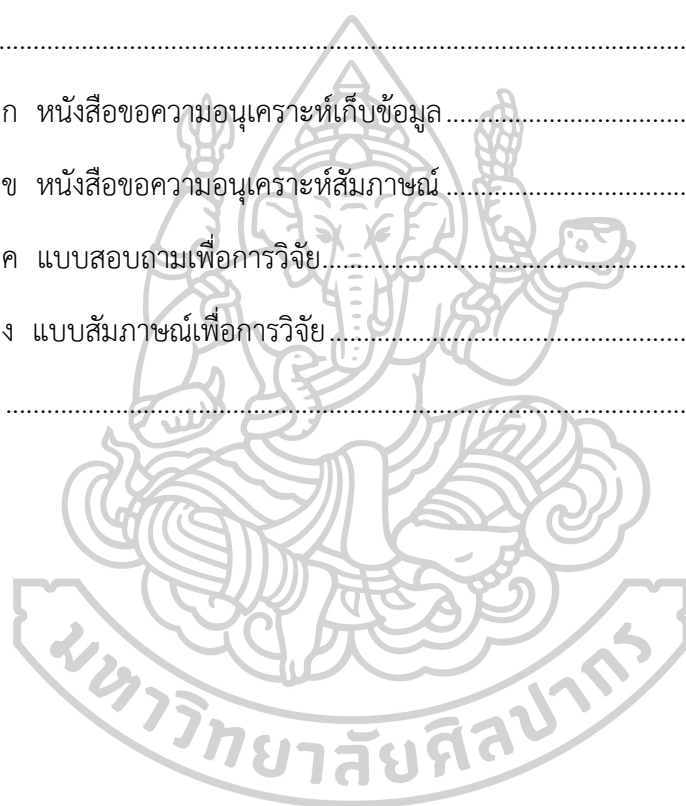 ................................................................................
ก หนังสือขอความอนุเคราะห์เก็บข้อมูล..............................
ข หนังสือขอความอนุเคราะห์สัมภาษณ์..............................
ค แบบสอบถามเพื่อการวิจัย.............................................
ง แบบสัมภาษณ์เพื่อการวิจัย............................................
................................................................................
มหาวิทยาลัยศิลปากร